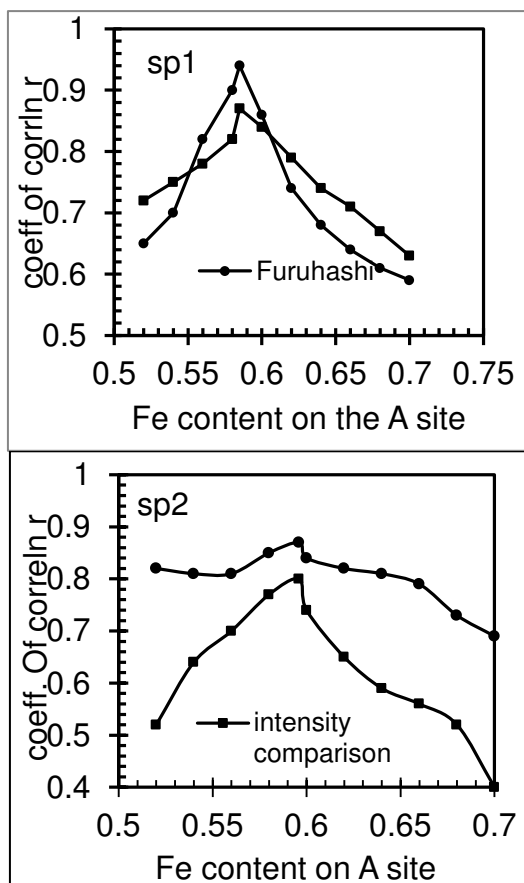 sp1
coeff of corrln r
1
0.9
0.8
0.7
0.6
0.5
Furuhashi
0.5 0.55 0.6 0.65 0.7 0.75
Fe content on the A site
sp2
coeff. Of correln r
1
0.9
0.8
0.7
0.6
0.5
0.4
intensity
comparison
0.5 0.55 0.6 0.65 0.7
Fe content on A site